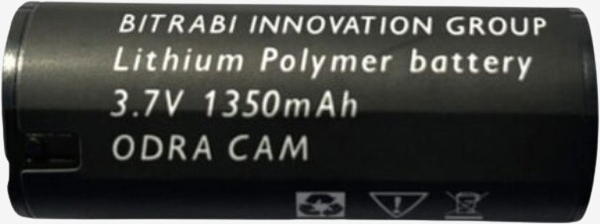 BITRABI INNOVATION GROUP
Lithium Polymer battery
3.7V 1350mAh
ODRA CAM